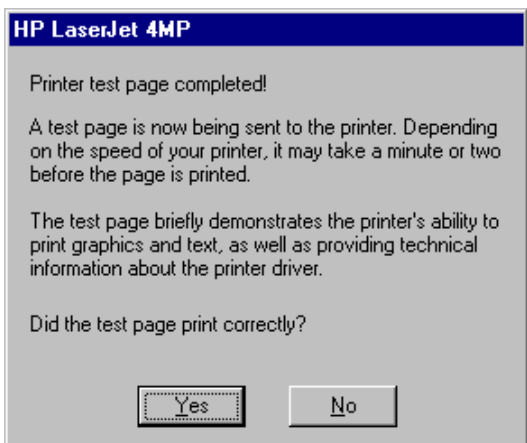 HP LaserJet 4MP
Printer test page completed!
A test page is now being sent to the printer. Depending
on the speed of your printer, it may take a minute or two
before the page is printed.
The test page briefly demonstrates the printer's ability to
print graphics and text, as well as providing technical
information about the printer driver.
Did the test page print correctly?
Yes
No